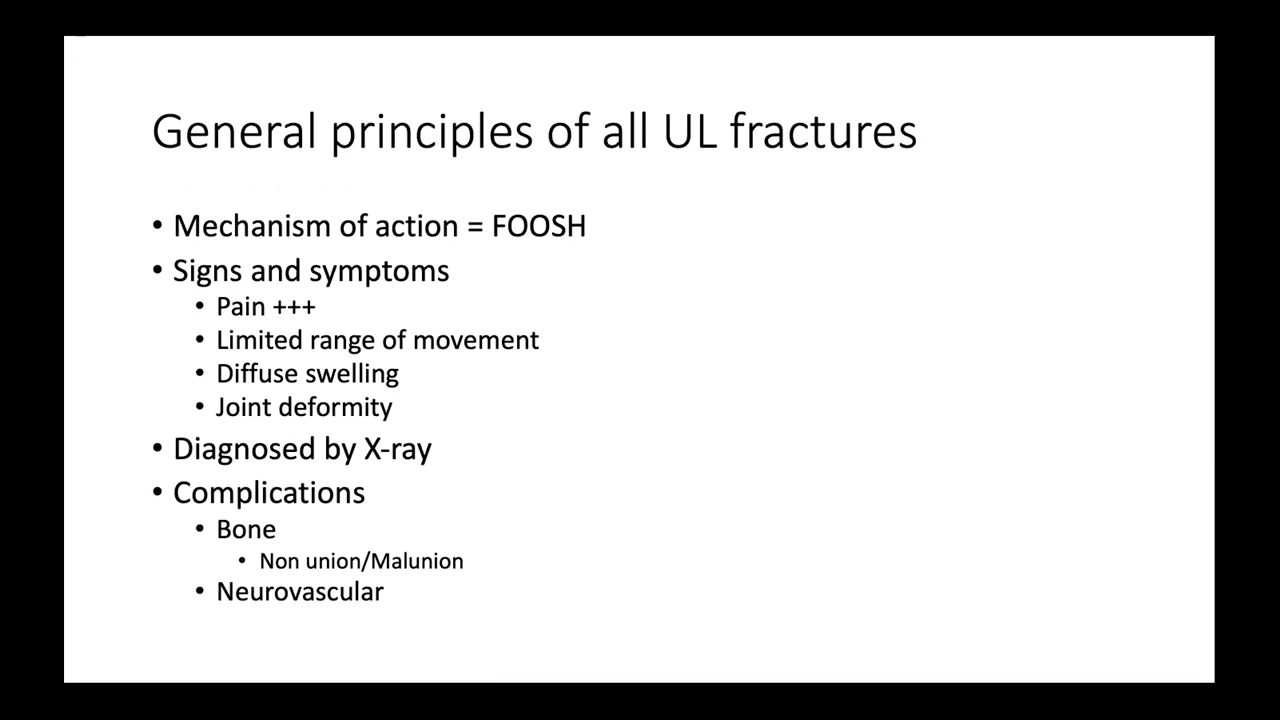 General principles of all UL fractures
• Mechanism of action = FOOSH
• Signs and symptoms
• Pain +++
• Limited range of movement
• Diffuse swelling
• Joint deformity
• Diagnosed by X-ray
• Complications
• Bone
• Non union/Malunion
• Neurovascular